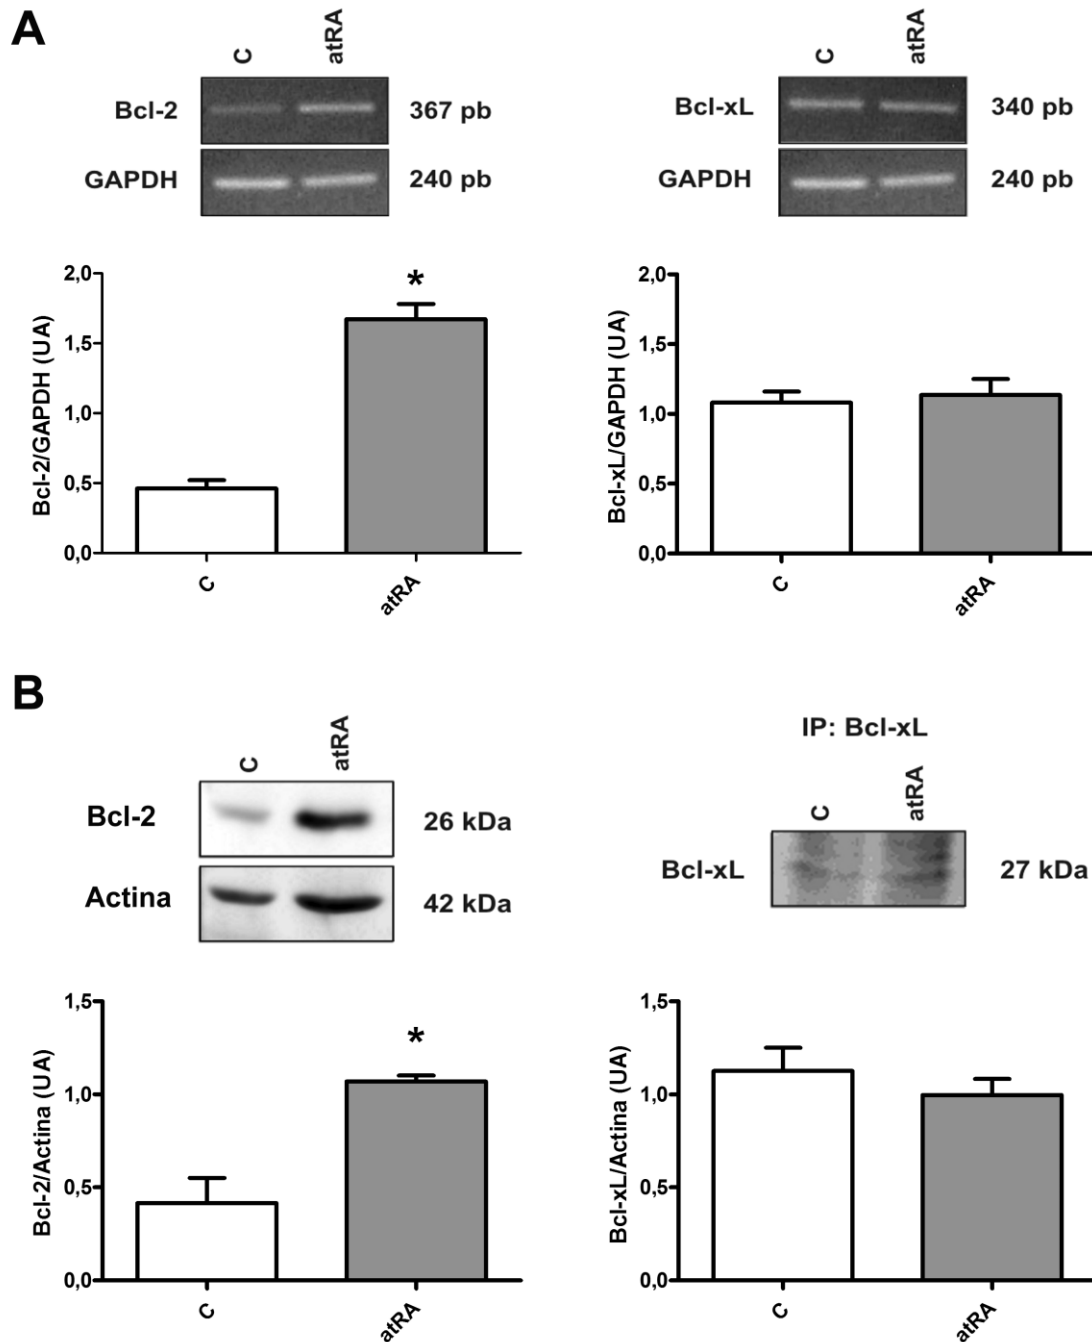 A
C atRA
Bcl-2 367 pb
GAPDH 240 pb
2,0
*
1,5
1,0
0,5
0,0
Bcl-2/GAPDH (UA)
C atRA
C atRA
Bcl-xL 340 pb
GAPDH 240 pb
2,0
1,5
1,0
0,5
0,0
Bcl-xL/GAPDH (UA)
C atRA
B
C atRA
Bcl-2 26 kDa
Actina 42 kDa
1,5
*
1,0
0,5
0,0
Bcl-2/Actina (UA)
C atRA
IP: Bcl-xL
C atRA
Bcl-xL 27 kDa
1,5
1,0
0,5
0,0
Bcl-xL/Actina (UA)
C atRA